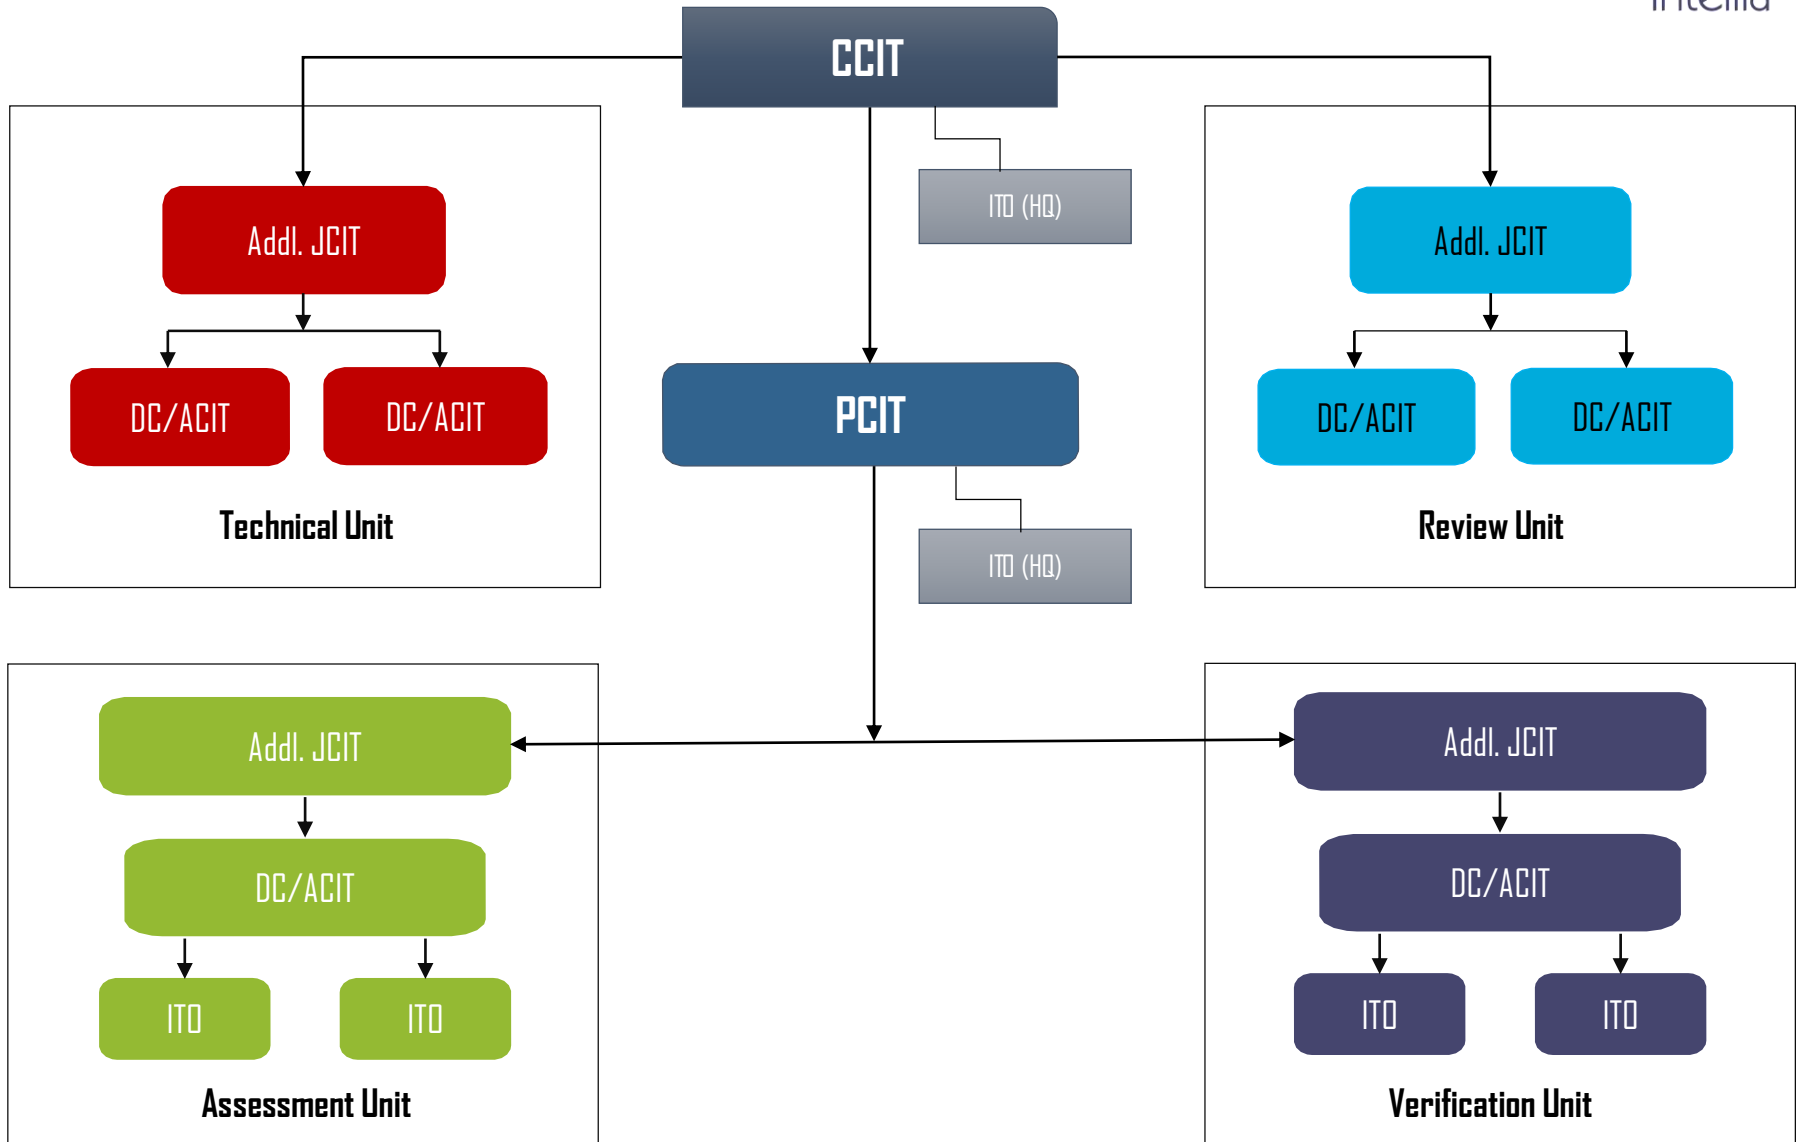 CCIT
ITO (HQ)
Addl. JCIT
Addl. JCIT
DC/ACIT
DC/ACIT
PCIT
DC/ACIT
DC/ACIT
Technical Unit
Review Unit
ITO (HQ)
Addl. JCIT
Addl. JCIT
DC/ACIT
DC/ACIT
ITO
ITO
ITO
ITO
Assessment Unit
Verification Unit